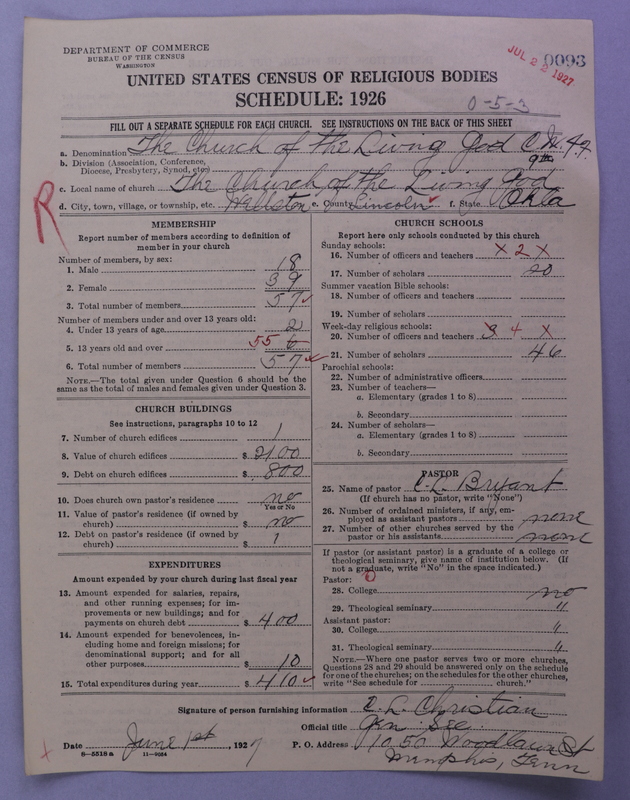 DEPARTMENT OF COMMERCE
BUREAU OF THE CENSUS
WASHINGTON
JUL 22 1927
0093
UNITED STATES CENSUS OF RELIGIOUS BODIES
SCHEDULE: 1926
0-5-3
FILL OUT A SEPARATE SCHEDULE FOR EACH CHURCH. SEE INSTRUCTIONS ON THE BACK OF THIS SHEET
a. Denomination The Church of the Living God C.W.F.F.
b. Division (Association, Conference, Diocese, Presbytery, Synod, etc.) 9th
c. Local name of church The Church of the Living God
d. City, town, village, or township, etc. Wellston e. County Lincoln f. State Okla
R
MEMBERSHIP
Report number of members according to definition of member in your church
Number of members, by sex:
1. Male 18
2. Female 39
3. Total number of members 57
Number of members under and over 13 years old:
4. Under 13 years of age 2
5. 13 years old and over 55 6
6. Total number of members 57
NOTE.—The total given under Question 6 should be the same as the total of males and females given under Question 3.
CHURCH BUILDINGS
See instructions, paragraphs 10 to 12
7. Number of church edifices 1
8. Value of church edifices $ 2100
9. Debt on church edifices $ 800
10. Does church own pastor's residence no
Yes or No
11. Value of pastor's residence (if owned by church) $ no
12. Debt on pastor's residence (if owned by church) $ 1
EXPENDITURES
Amount expended by your church during last fiscal year
13. Amount expended for salaries, repairs, and other running expenses; for improvements or new buildings; and for payments on church debt $ 400
14. Amount expended for benevolences, including home and foreign missions; for denominational support; and for all other purposes $ 10
15. Total expenditures during year $ 410
CHURCH SCHOOLS
Report here only schools conducted by this church
Sunday schools:
16. Number of officers and teachers X 2 X
17. Number of scholars 20
Summer vacation Bible schools:
18. Number of officers and teachers
19. Number of scholars
Week-day religious schools:
20. Number of officers and teachers 3 4 X
21. Number of scholars 46
Parochial schools:
22. Number of administrative officers
23. Number of teachers—
a. Elementary (grades 1 to 8)
b. Secondary
24. Number of scholars—
a. Elementary (grades 1 to 8)
b. Secondary
PASTOR
25. Name of pastor C.L. Bryant
(If church has no pastor, write "None")
26. Number of ordained ministers, if any, employed as assistant pastors none
27. Number of other churches served by the pastor or his assistants none
If pastor (or assistant pastor) is a graduate of a college or theological seminary, give name of institution below. (If not a graduate, write "No" in the space indicated.)
Pastor:
28. College no
29. Theological seminary "
Assistant pastor:
30. College "
31. Theological seminary "
NOTE.—Where one pastor serves two or more churches, Questions 28 and 29 should be answered only on the schedule for one of the churches; on the schedules for the other churches, write "See schedule for ........ church."
Signature of person furnishing information C.L. Christian
Official title Gen Sec.
Date June 1st, 1927 P. O. Address 1050 Woodlawn St
Memphis, Tenn
8—5518a 11—9054